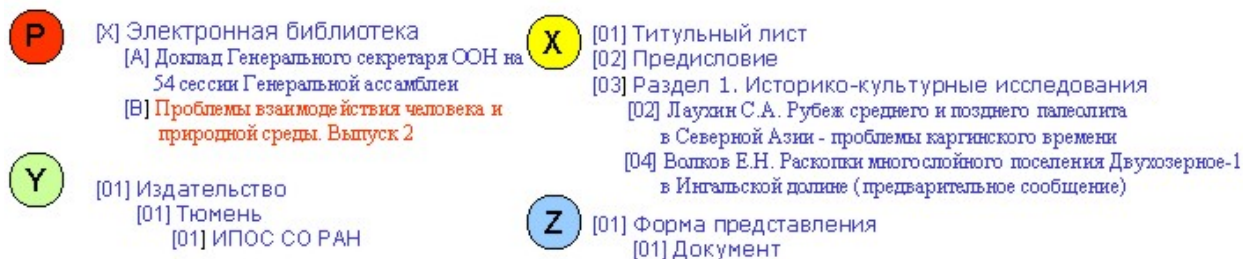 P
[X] Электронная библиотека
[A] Доклад Генерального секретаря ООН на
54 сессии Генеральной ассамблеи
[B] Проблемы взаимодействия человека и
природной среды. Выпуск 2
Y
[01] Издательство
[01] Тюмень
[01] ИПОС СО РАН
X
[01] Титульный лист
[02] Предисловие
[03] Раздел 1. Историко-культурные исследования
[02] Лаухин С.А. Рубеж среднего и позднего палеолита
в Северной Азии - проблемы каргинского времени
[04] Волков Е.Н. Раскопки многослойного поселения Двухозерное-1
в Ингальской долине (предварительное сообщение)
Z
[01] Форма представления
[01] Документ